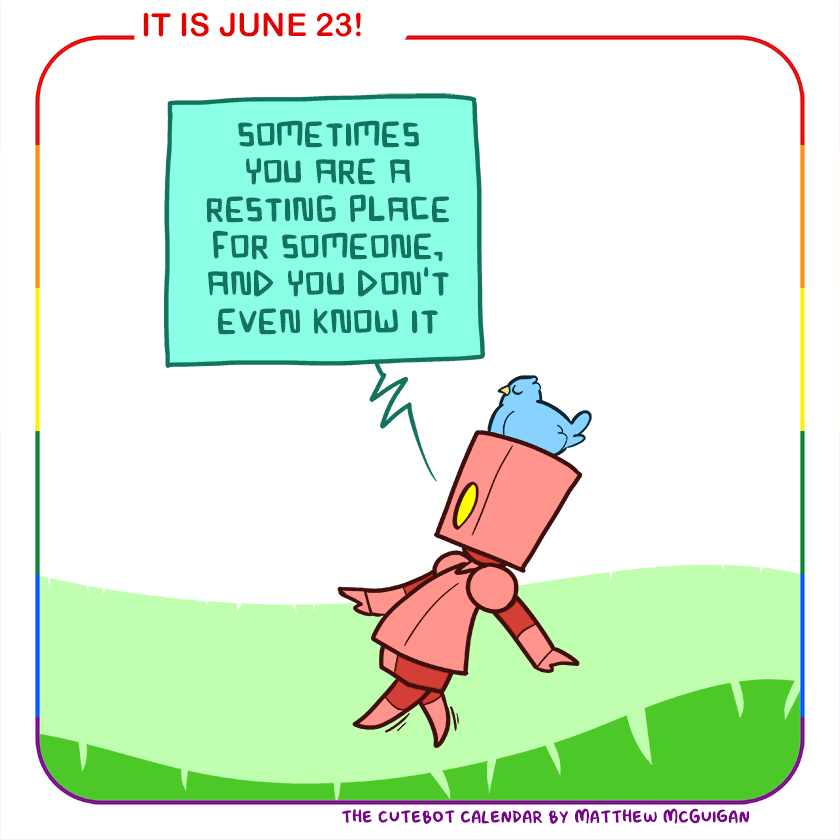 IT IS JUNE 23!
SOMETIMES
YOU ARE A
RESTING PLACE
FOR SOMEONE,
AND YOU DON'T
EVEN KNOW IT
THE CUTEBOT CALENDAR BY MATTHEW MCGUIGAN